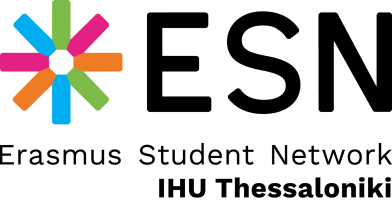 ESN
Erasmus Student Network
IHU Thessaloniki